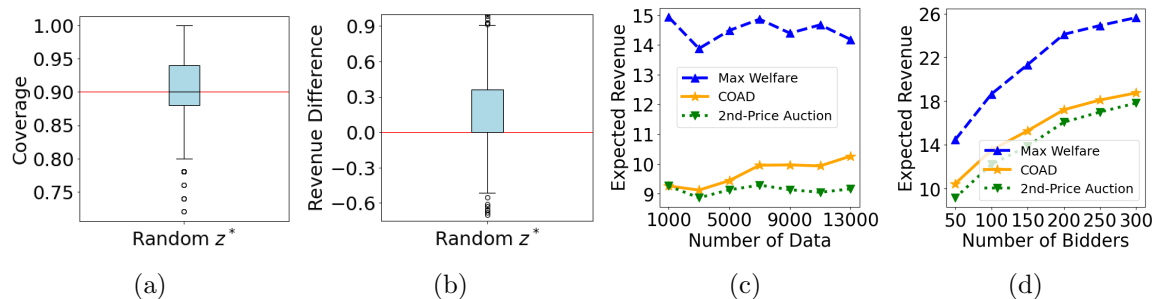 Coverage
1.00
0.95
0.90
0.85
0.80
0.75
Random z*
(a)
Revenue Difference
0.9
0.6
0.3
0.0
−0.3
−0.6
Random z*
(b)
Expected Revenue
15
14
13
12
11
10
9
Max Welfare
COAD
2nd-Price Auction
1000 3000 5000 7000 9000 11000 13000
Number of Data
(c)
Expected Revenue
26
22
18
14
10
Max Welfare
COAD
2nd-Price Auction
50 100 150 200 250 300
Number of Bidders
(d)